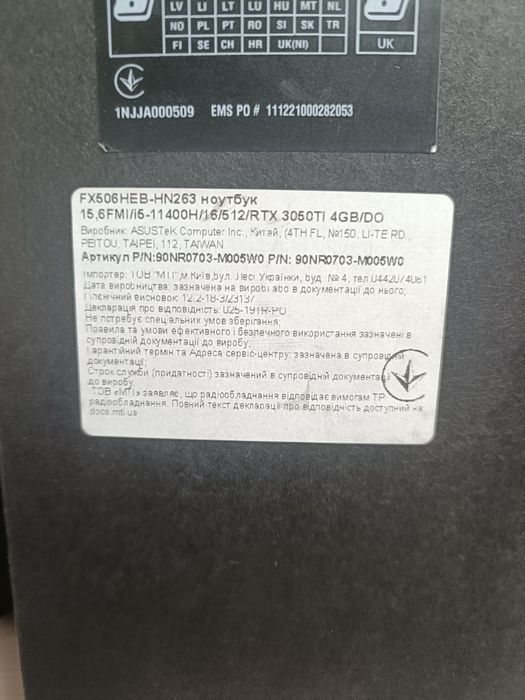 LV LI LT LU HU MT NL
NO PL PT RO SI SK TR
FI SE CH HR UK(NI)
UK
1NJJA000509 EMS PO # 111221000282053
FX506HEB-HN263 ноутбук
15,6FMI/i5-11400H/16/512/RTX 3050TI 4GB/DO
Виробник: ASUSTeK Computer Inc., Китай, (4TH FL, №150, LI-TE RD.,
PEITOU, TAIPEI, 112, TAIWAN
Артикул P/N:90NR0703-M005W0 P/N: 90NR0703-M005W0
Імпортер: ТОВ "МТІ",м.Київ,вул. Лесі Українки, буд. № 4, тел.0442074061
Дата виробництва: зазначена на виробі або в документації до нього;
Гігієнічний висновок: 12.2-18-3/23137
Декларація про відповідність: U25-191R-PU
Не потребує спеціальних умов зберігання;
Правила та умови ефективного і безпечного використання зазначені в
супровідній документації до виробу;
Гарантійний термін та Адреса сервіс-центру: зазначена в супровідній
документації;
Строк служби (придатності) зазначений в супровідній документації
до виробу.
ТОВ «МТІ» заявляє, що радіообладнання відповідає вимогам ТР
радіообладнання. Повний текст декларації про відповідність доступний на
docs.mti.ua